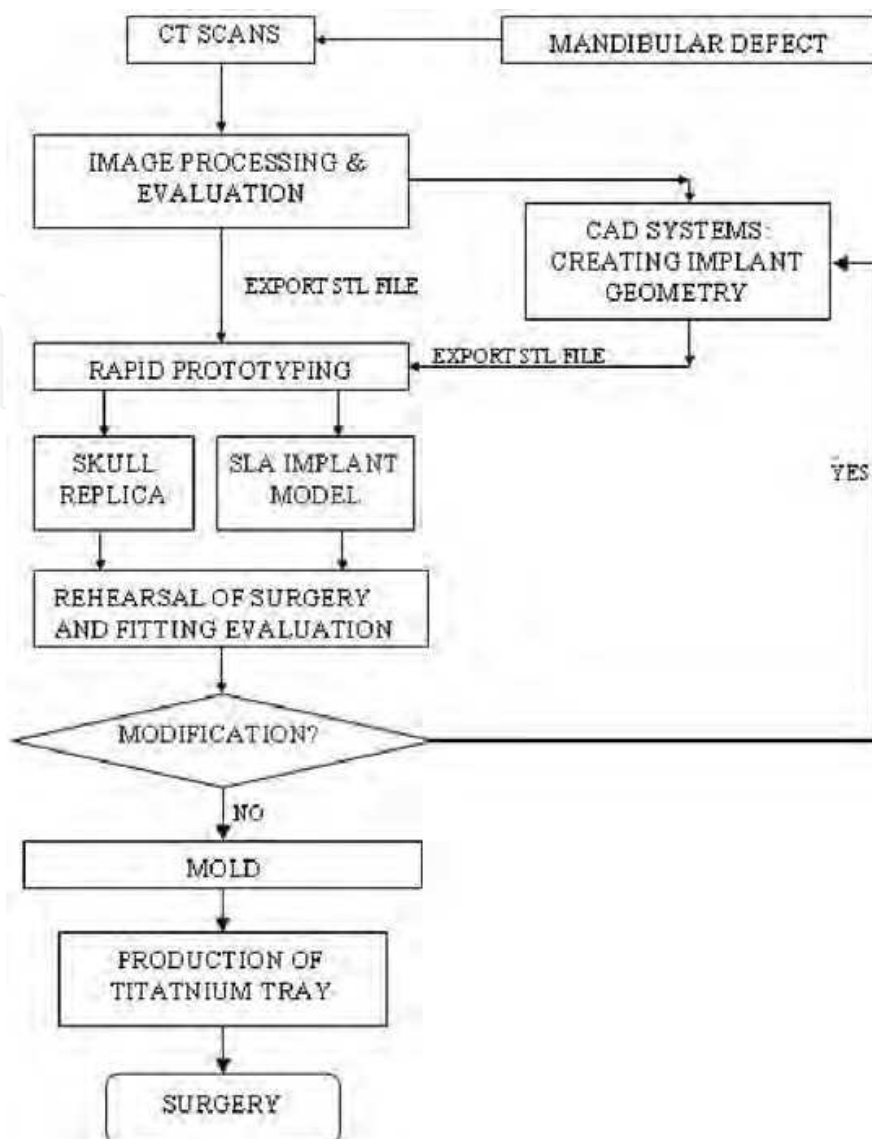 CT SCANS
MANDIBULAR DEFECT
IMAGE PROCESSING &
EVALUATION
CAD SYSTEMS:
CREATING IMPLANT
GEOMETRY
EXPORT STL FILE
EXPORT STL FILE
RAPID PROTOTYPING
SKULL
REPLICA
SLA IMPLANT
MODEL
YES
REHEARSAL OF SURGERY
AND FITTING EVALUATION
MODIFICATION?
NO
MOLD
PRODUCTION OF
TITATNIUM TRAY
SURGERY